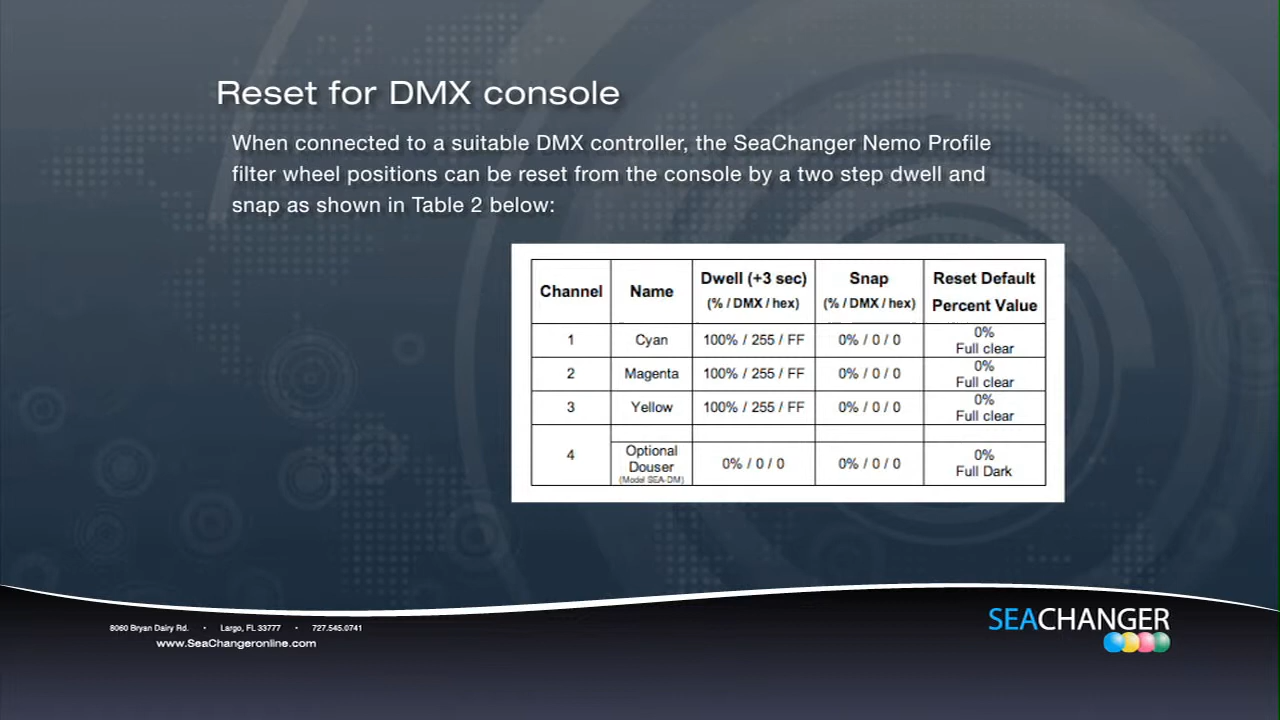 Reset for DMX console
When connected to a suitable DMX controller, the SeaChanger Nemo Profile
filter wheel positions can be reset from the console by a two step dwell and
snap as shown in Table 2 below:
Channel Name Dwell (+3 sec) (% / DMX / hex) Snap (% / DMX / hex) Reset Default Percent Value
1 Cyan 100% / 255 / FF 0% / 0 / 0 0% Full clear
2 Magenta 100% / 255 / FF 0% / 0 / 0 0% Full clear
3 Yellow 100% / 255 / FF 0% / 0 / 0 0% Full clear
4 Optional Douser (Model SEA-DM) 0% / 0 / 0 0% / 0 / 0 0% Full Dark
8060 Bryan Dairy Rd. • Largo, FL 33777 • 727.545.0741
www.SeaChangeronline.com
SEACHANGER